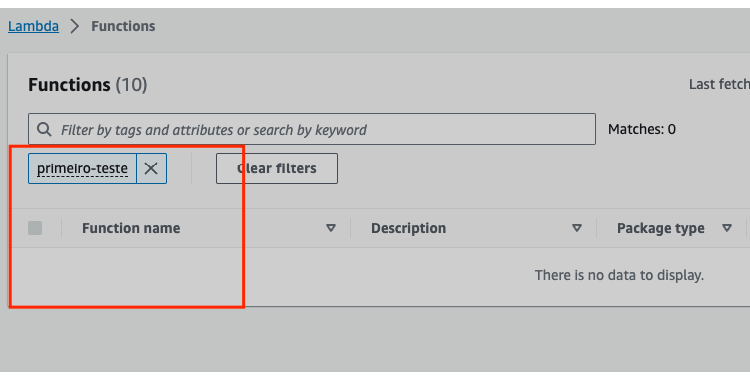 Lambda > Functions
Functions (10)
Last fetch
Filter by tags and attributes or search by keyword
Matches: 0
primeiro-teste
Clear filters
Function name
Description
Package type
There is no data to display.